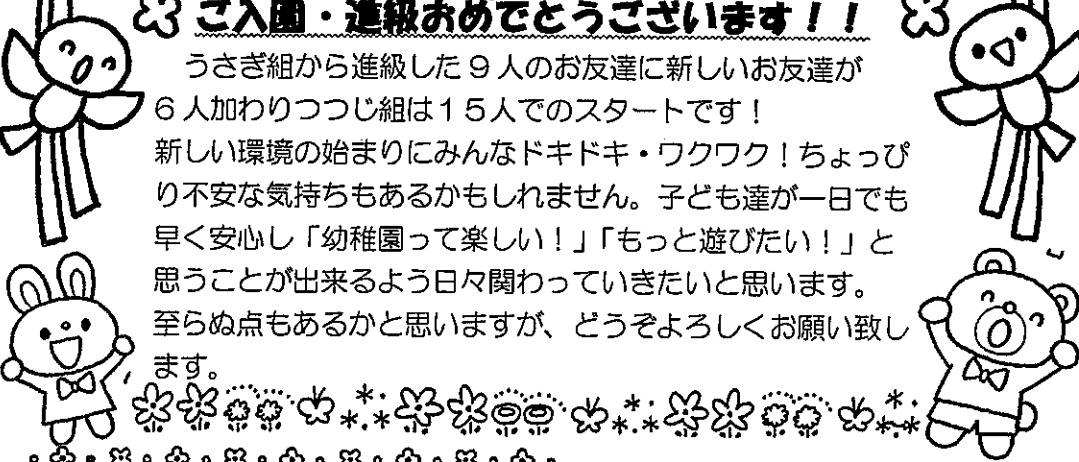 ご入園・進級おめでとうございます！！
うさぎ組から進級した９人のお友達に新しいお友達が
６人加わりつつじ組は１５人でのスタートです！
新しい環境の始まりにみんなドキドキ・ワクワク！ちょっぴ
り不安な気持ちもあるかもしれません。子ども達が一日でも
早く安心し「幼稚園って楽しい！」「もっと遊びたい！」と
思うことが出来るよう日々関わっていきたいと思います。
至らぬ点もあるかと思いますが、どうぞよろしくお願い致し
ます。